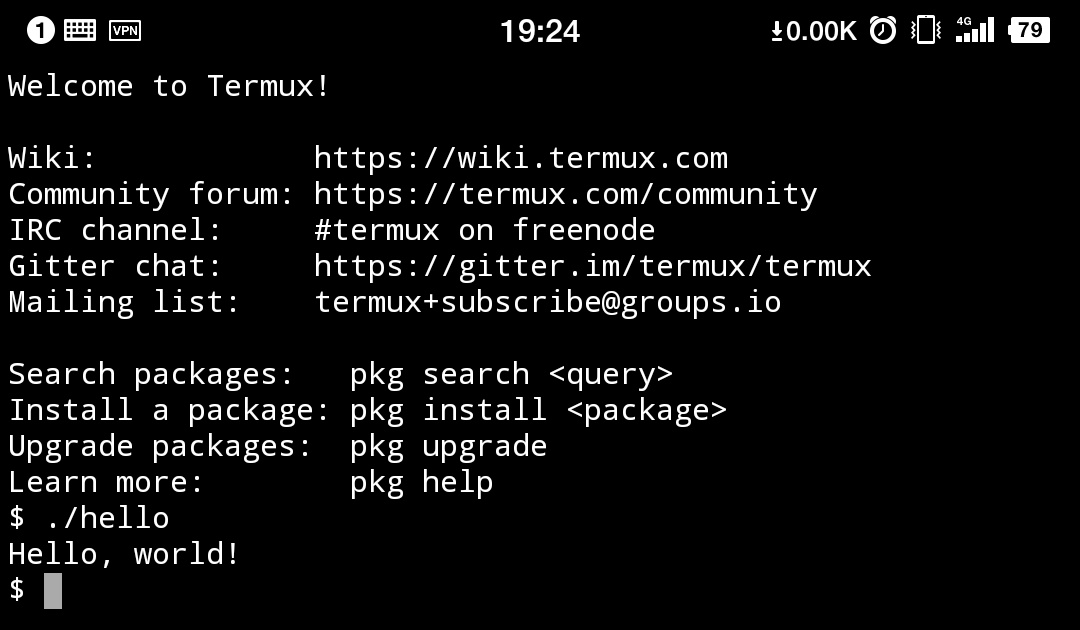 1 VPN 19:24 0.00K 4G 79
Welcome to Termux!
Wiki: https://wiki.termux.com
Community forum: https://termux.com/community
IRC channel: #termux on freenode
Gitter chat: https://gitter.im/termux/termux
Mailing list: termux+subscribe@groups.io
Search packages: pkg search <query>
Install a package: pkg install <package>
Upgrade packages: pkg upgrade
Learn more: pkg help
$ ./hello
Hello, world!
$